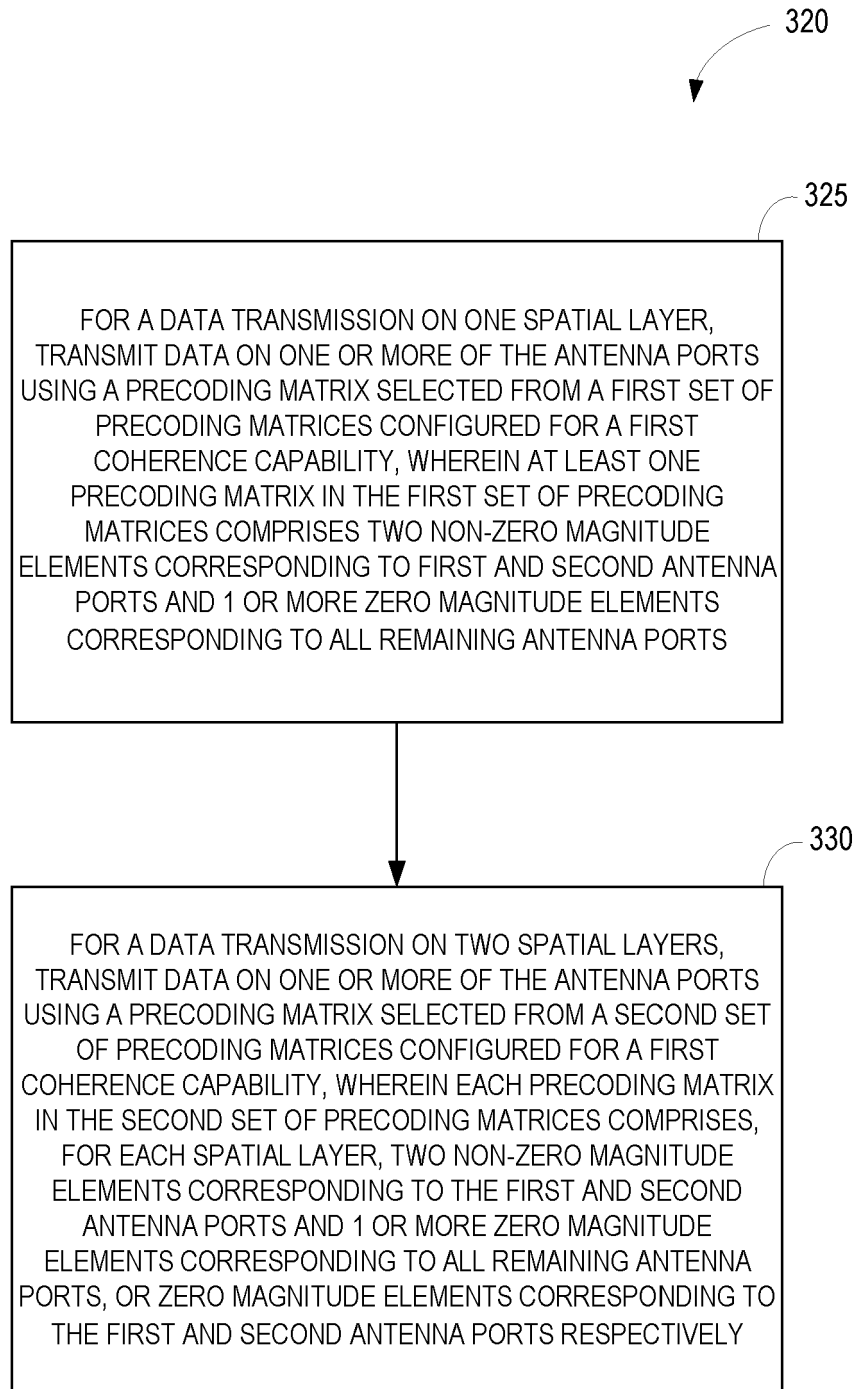 320
325
FOR A DATA TRANSMISSION ON ONE SPATIAL LAYER,
TRANSMIT DATA ON ONE OR MORE OF THE ANTENNA PORTS
USING A PRECODING MATRIX SELECTED FROM A FIRST SET OF
PRECODING MATRICES CONFIGURED FOR A FIRST
COHERENCE CAPABILITY, WHEREIN AT LEAST ONE
PRECODING MATRIX IN THE FIRST SET OF PRECODING
MATRICES COMPRISES TWO NON-ZERO MAGNITUDE
ELEMENTS CORRESPONDING TO FIRST AND SECOND ANTENNA
PORTS AND 1 OR MORE ZERO MAGNITUDE ELEMENTS
CORRESPONDING TO ALL REMAINING ANTENNA PORTS
330
FOR A DATA TRANSMISSION ON TWO SPATIAL LAYERS,
TRANSMIT DATA ON ONE OR MORE OF THE ANTENNA PORTS
USING A PRECODING MATRIX SELECTED FROM A SECOND SET
OF PRECODING MATRICES CONFIGURED FOR A FIRST
COHERENCE CAPABILITY, WHEREIN EACH PRECODING MATRIX
IN THE SECOND SET OF PRECODING MATRICES COMPRISES,
FOR EACH SPATIAL LAYER, TWO NON-ZERO MAGNITUDE
ELEMENTS CORRESPONDING TO THE FIRST AND SECOND
ANTENNA PORTS AND 1 OR MORE ZERO MAGNITUDE
ELEMENTS CORRESPONDING TO ALL REMAINING ANTENNA
PORTS, OR ZERO MAGNITUDE ELEMENTS CORRESPONDING TO
THE FIRST AND SECOND ANTENNA PORTS RESPECTIVELY